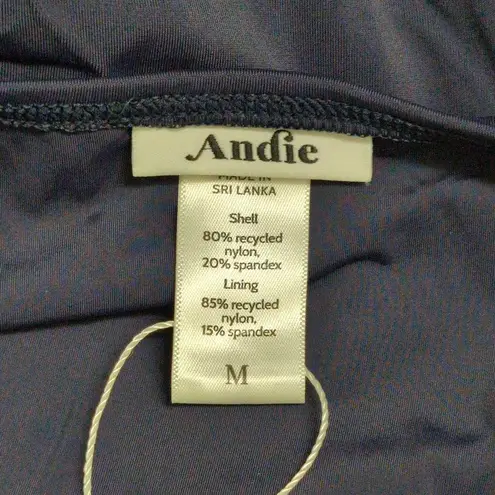 Andie
MADE IN
SRI LANKA
Shell
80% recycled
nylon,
20% spandex
Lining
85% recycled
nylon,
15% spandex
M